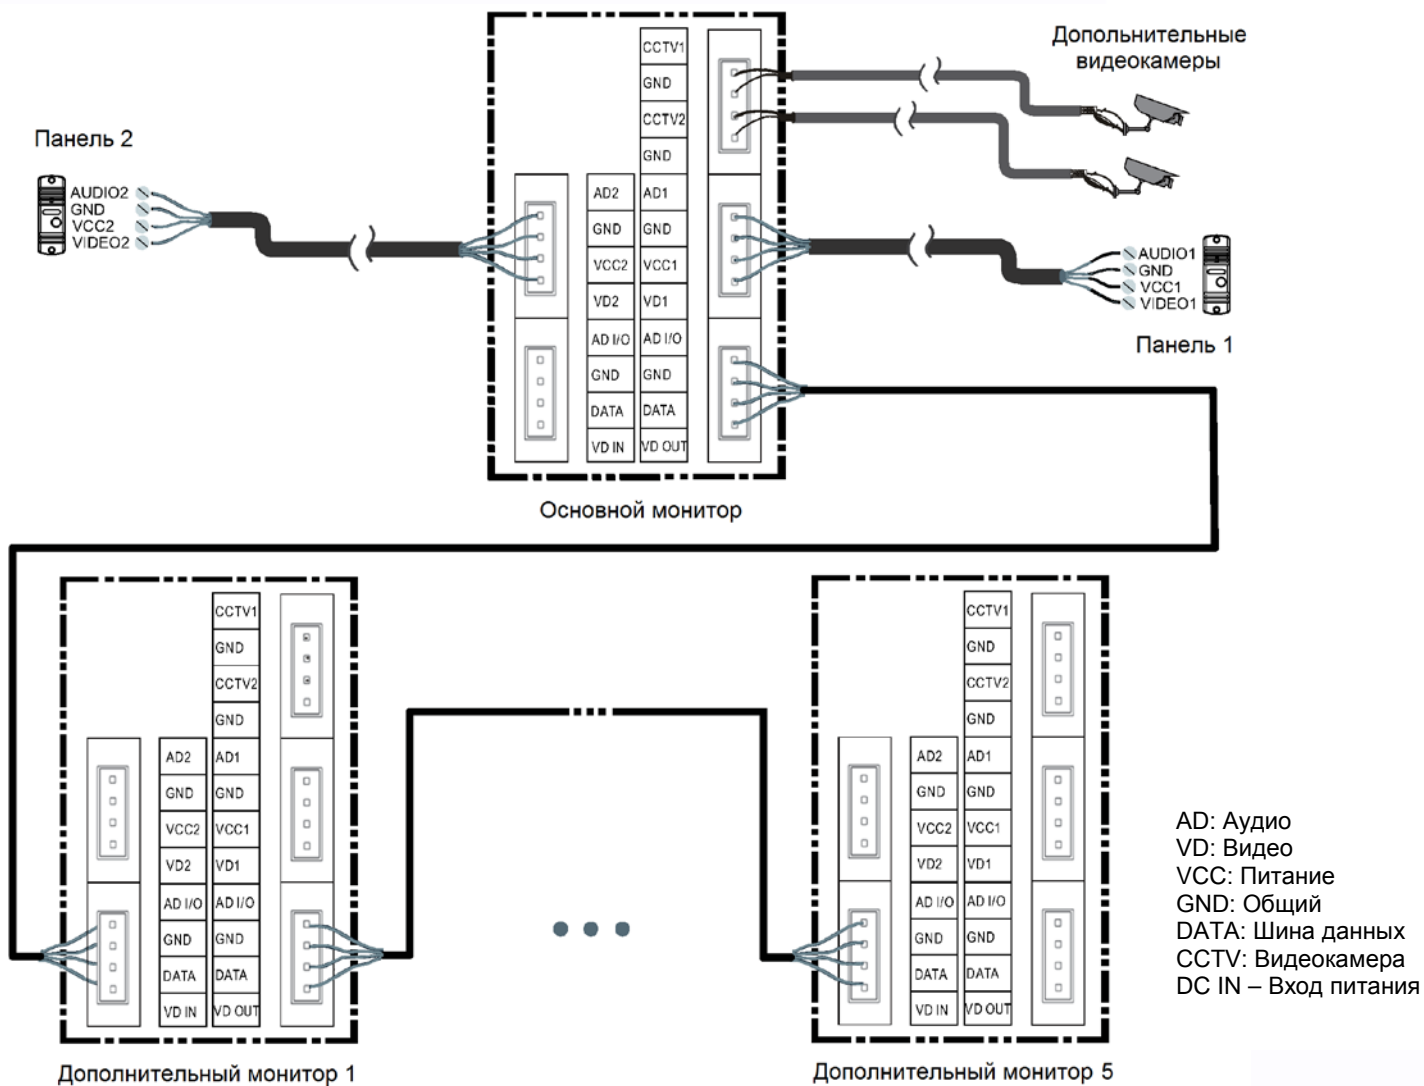 Допольнительные
видеокамеры
Панель 2
AUDIO2
GND
VCC2
VIDEO2
CCTV1
GND
CCTV2
GND
AD2 AD1
GND GND
VCC2 VCC1
VD2 VD1
AD I/O AD I/O
GND GND
DATA DATA
VD IN VD OUT
AUDIO1
GND
VCC1
VIDEO1
Панель 1
Основной монитор
CCTV1
GND
CCTV2
GND
AD2 AD1
GND GND
VCC2 VCC1
VD2 VD1
AD I/O AD I/O
GND GND
DATA DATA
VD IN VD OUT
Дополнительный монитор 1
CCTV1
GND
CCTV2
GND
AD2 AD1
GND GND
VCC2 VCC1
VD2 VD1
AD I/O AD I/O
GND GND
DATA DATA
VD IN VD OUT
Дополнительный монитор 5
AD: Аудио
VD: Видео
VCC: Питание
GND: Общий
DATA: Шина данных
CCTV: Видеокамера
DC IN – Вход питания